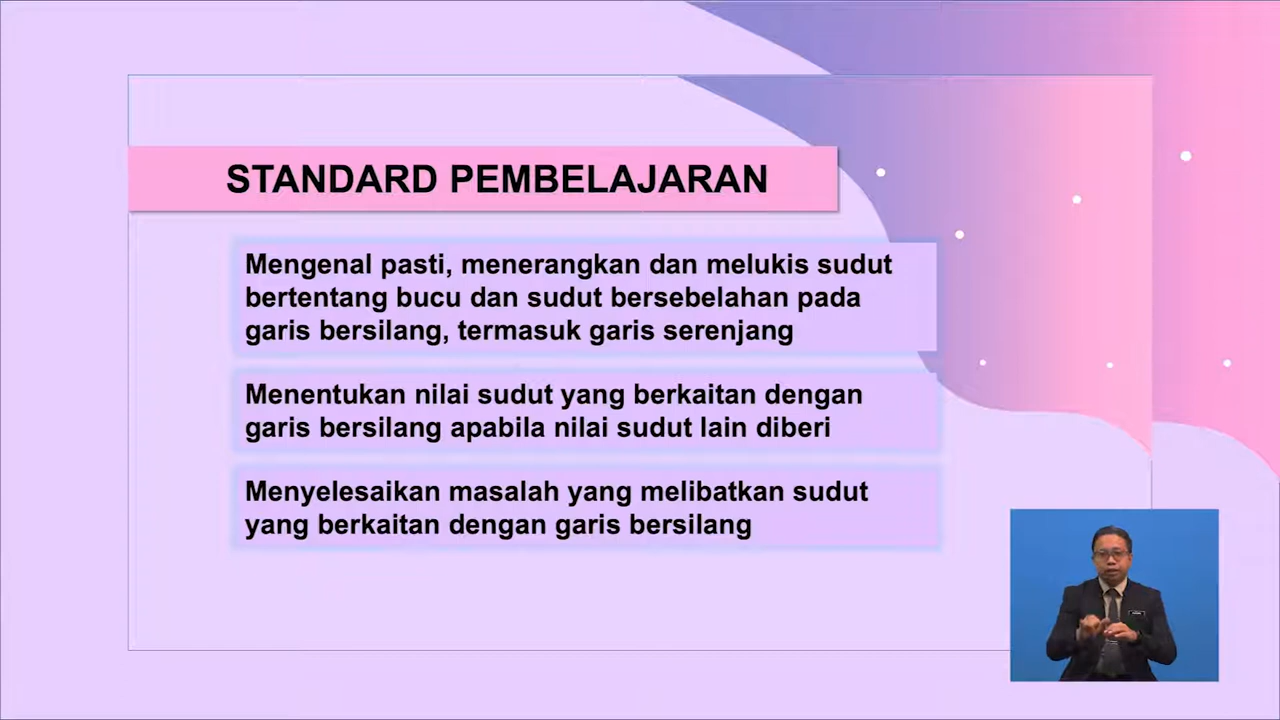 STANDARD PEMBELAJARAN
Mengenal pasti, menerangkan dan melukis sudut
bertentang bucu dan sudut bersebelahan pada
garis bersilang, termasuk garis serenjang
Menentukan nilai sudut yang berkaitan dengan
garis bersilang apabila nilai sudut lain diberi
Menyelesaikan masalah yang melibatkan sudut
yang berkaitan dengan garis bersilang